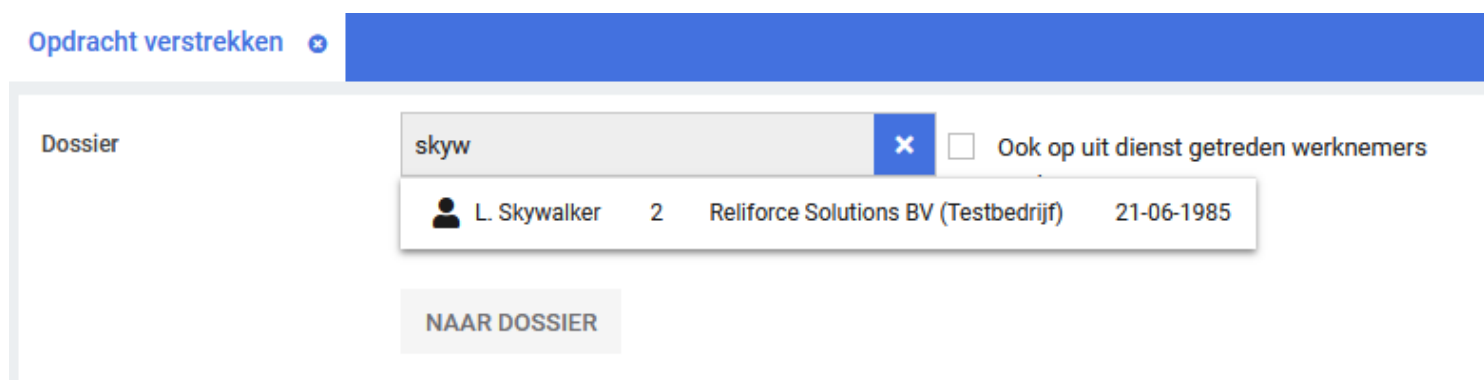 Opdracht verstrekken
Dossier
skyw
Ook op uit dienst getreden werknemers
L. Skywalker 2 Reliforce Solutions BV (Testbedrijf) 21-06-1985
NAAR DOSSIER